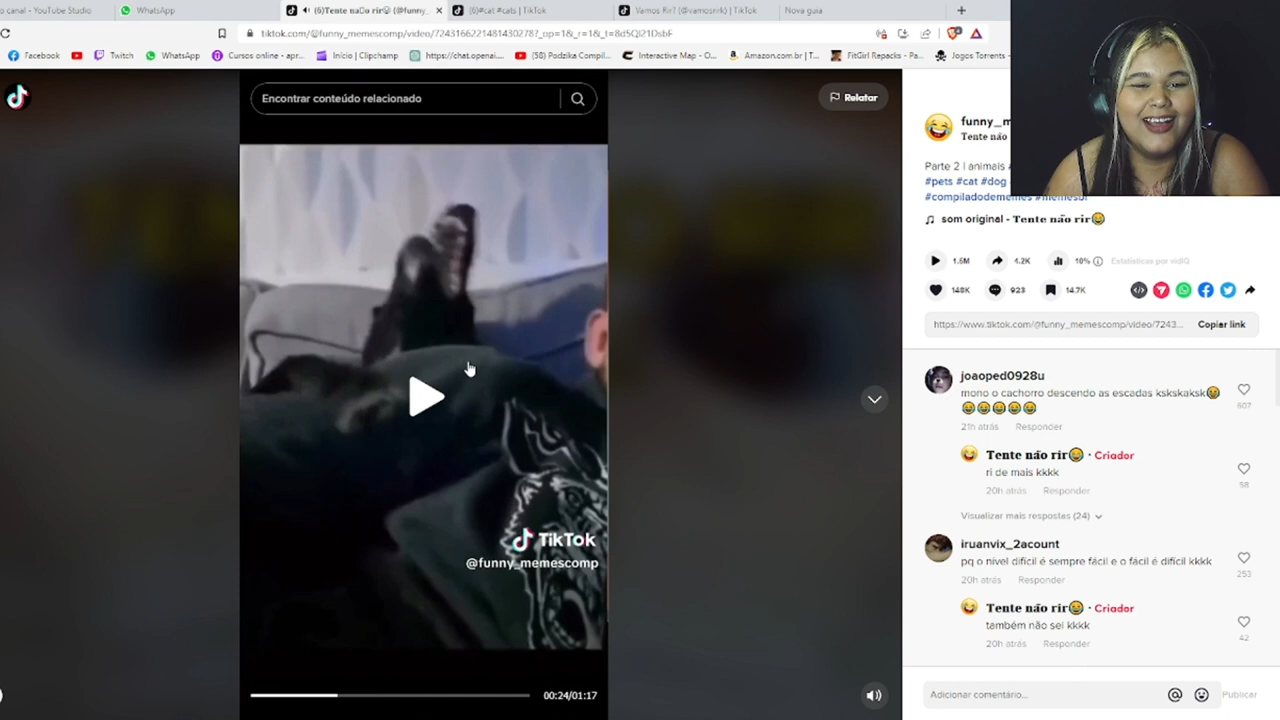 o canal - YouTube Studio
WhatsApp
(6)Tente na□o rir😂 (@funny_
(6)#cat #cats | TikTok
Vamos Rir? (@vamosrirk) | TikTok
Nova guia
tiktok.com/@funny_memescomp/video/7243166221481430278?_op=1&_r=1&_t=8d5Ql21DsbF
Facebook
Twitch
WhatsApp
Cursos online - apr...
Início | Clipchamp
https://chat.openai....
(58) Podzika Compil...
Interactive Map - O...
Amazon.com.br | T...
FitGirl Repacks - Pa...
Jogos Torrents -
Encontrar conteúdo relacionado
Relatar
TikTok
@funny_memescomp
00:24/01:17
funny_m
Tente não
Parte 2 | animais
#pets #cat #dog
#compiladodememes #memesbr
som original - Tente não rir😂
1.5M
4.2K
10%
Estatísticas por vidIQ
148K
923
14.7K
https://www.tiktok.com/@funny_memescomp/video/7243...
Copiar link
joaoped0928u
mono o cachorro descendo as escadas kskskaksk😂
😂😂😂😂😂
607
21h atrás
Responder
Tente não rir😂 · Criador
ri de mais kkkk
58
20h atrás
Responder
Visualizar mais respostas (24)
iruanvix_2acount
pq o nivel difícil é sempre fácil e o fácil é difícil kkkk
253
20h atrás
Responder
Tente não rir😂 · Criador
também não sei kkkk
42
20h atrás
Responder
Adicionar comentário...
Publicar